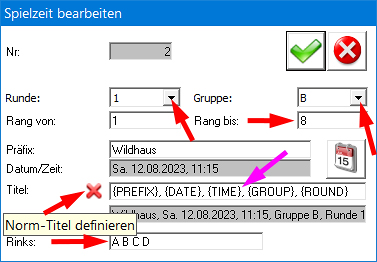 Spielzeit bearbeiten
Nr: 2
Runde: 1 Gruppe: B
Rang von: 1 Rang bis: 8
Präfix: Wildhaus
15
Datum/Zeit: Sa. 12.08.2023, 11:15
Titel: {PREFIX}, {DATE}, {TIME}, {GROUP}, {ROUND}
Norm-Titel definieren
Wildhaus, Sa. 12.08.2023, 11:15, Gruppe B, Runde 1
Rinks: A B C D